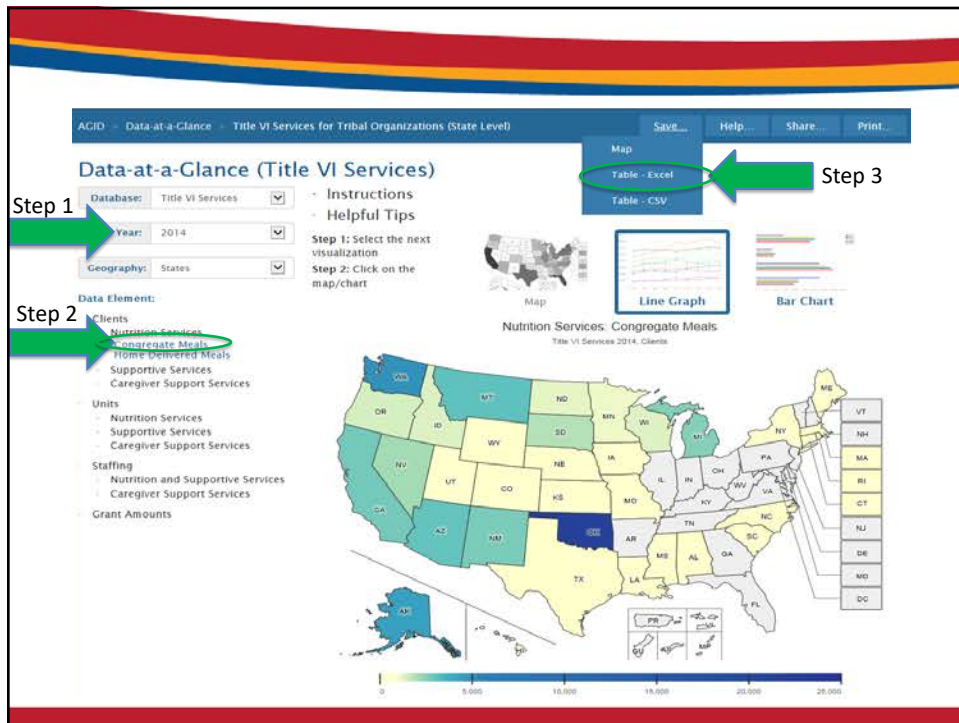 AGID - Data-at-a-Glance - Title VI Services for Tribal Organizations (State Level)
Save... Help... Share... Print...
Map
Table - Excel
Table - CSV
Step 3
Data-at-a-Glance (Title VI Services)
Step 1
Database: Title VI Services
Year: 2014
Geography: States
Instructions
Helpful Tips
Step 1: Select the next
visualization
Step 2: Click on the
map/chart
Map
Line Graph
Bar Chart
Data Element:
Step 2
Clients
Nutrition Services
Congregate Meals
Home Delivered Meals
Supportive Services
Caregiver Support Services
Units
Nutrition Services
Supportive Services
Caregiver Support Services
Staffing
Nutrition and Supportive Services
Caregiver Support Services
Grant Amounts
Nutrition Services: Congregate Meals
Title VI Services 2014, Clients
WA
MT
ND
MN
ME
OR
ID
SD
WI
MI
NY
VT
NH
WY
IA
NE
PA
MA
NV
UT
CO
IL
IN
OH
WV
VA
RI
KS
MO
KY
CT
CA
NC
NJ
TN
AZ
NM
OK
AR
SC
DE
MS
AL
GA
MD
TX
LA
DC
FL
AK
HI
PR
GU
0 5,000 10,000 15,000 20,000 25,000